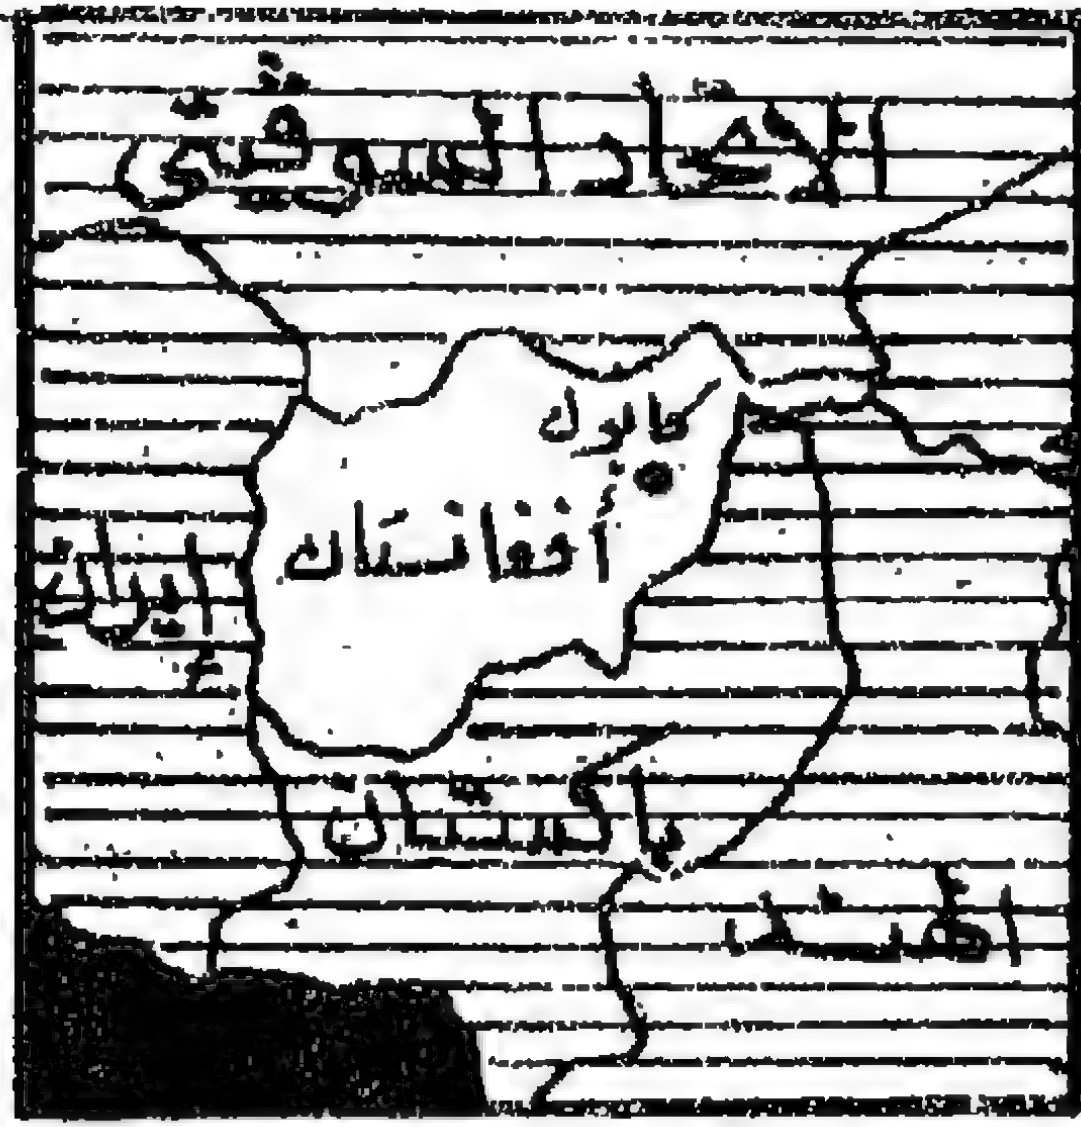 الاتحاد السوفيتي
كابول
أفغانستان
إيران
باكستان
الهند